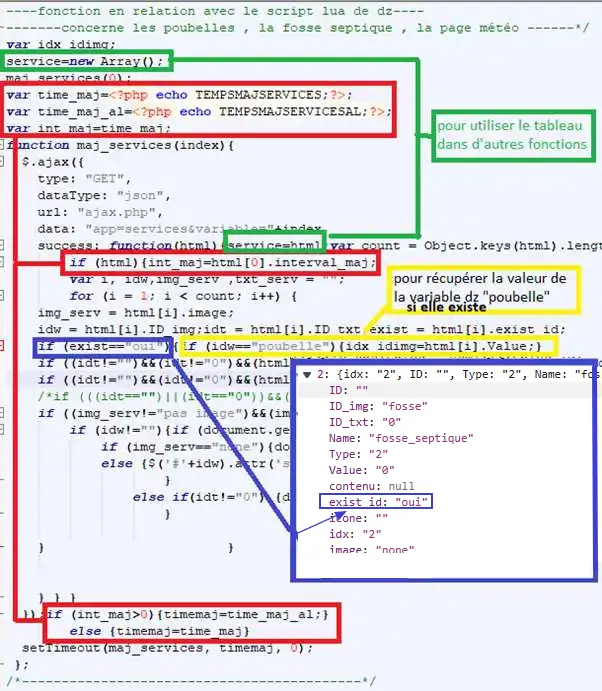 ----fonction en relation avec le script lua de dz----
--------concerne les poubelles , la fosse septique , la page météo ------*/
var idx_idimg;
service=new Array();
maj_services(0);
var time_maj=<?php echo TEMPSMAJSERVICES;?>;
var time_maj_al=<?php echo TEMPSMAJSERVICESAL;?>;
var int_maj=time_maj;
pour utiliser le tableau
dans d'autres fonctions
function maj_services(index){
$.ajax({
type: "GET",
dataType: "json",
url: "ajax.php",
data: "app=services&variable="+index
success: function(html){service=html var count = Object.keys(html).leng
if (html){int_maj=html[0].interval_maj;
var i, idw,img_serv ,txt_serv = "";
for (i = 1; i < count; i++) {
pour récupérer la valeur de
la variable dz "poubelle"
si elle existe
img_serv = html[i].image;
idw = html[i].ID_img;idt = html[i].ID_txt exist = html[i].exist_id;
if (exist=="oui"){if (idw=="poubelle"){idx_idimg=html[i].Value;}
if ((idt!="")&&(idt!="0")&&(html
if ((idt!="")&&(idt!="0")&&(html
/*if (((idt=="")||(idt=="0"))&&(
if ((img_serv!="pas image")&&(im
if (idw!=""){if (document.ge
if (img_serv=="none"){do
else {$('#'+idw).attr('s
}
else if(idt!="0") {d
}
} }
2: {idx: "2", ID: "", Type: "2", Name: "fos
ID: ""
ID_img: "fosse"
ID_txt: "0"
Name: "fosse_septique"
Type: "2"
Value: "0"
contenu: null
exist_id: "oui"
icone: ""
idx: "2"
image: "none"
} } }
});if (int_maj>0){timemaj=time_maj_al;}
else {timemaj=time_maj}
setTimeout(maj_services, timemaj, 0);
};
/*-------------------------------------------*/